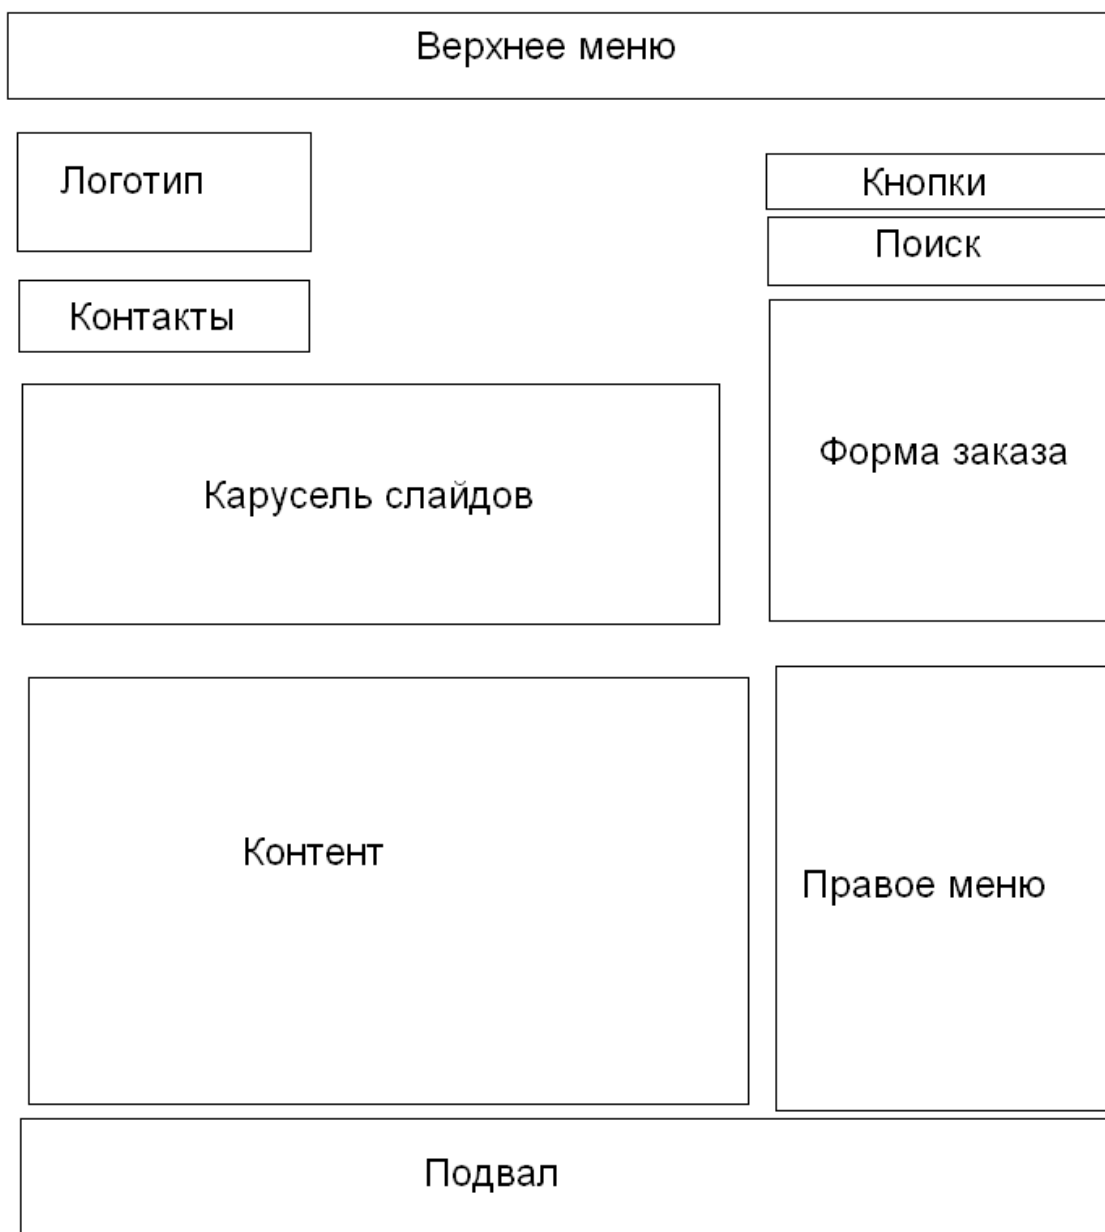 Верхнее меню
Логотип
Кнопки
Поиск
Контакты
Форма заказа
Карусель слайдов
Контент
Правое меню
Подвал